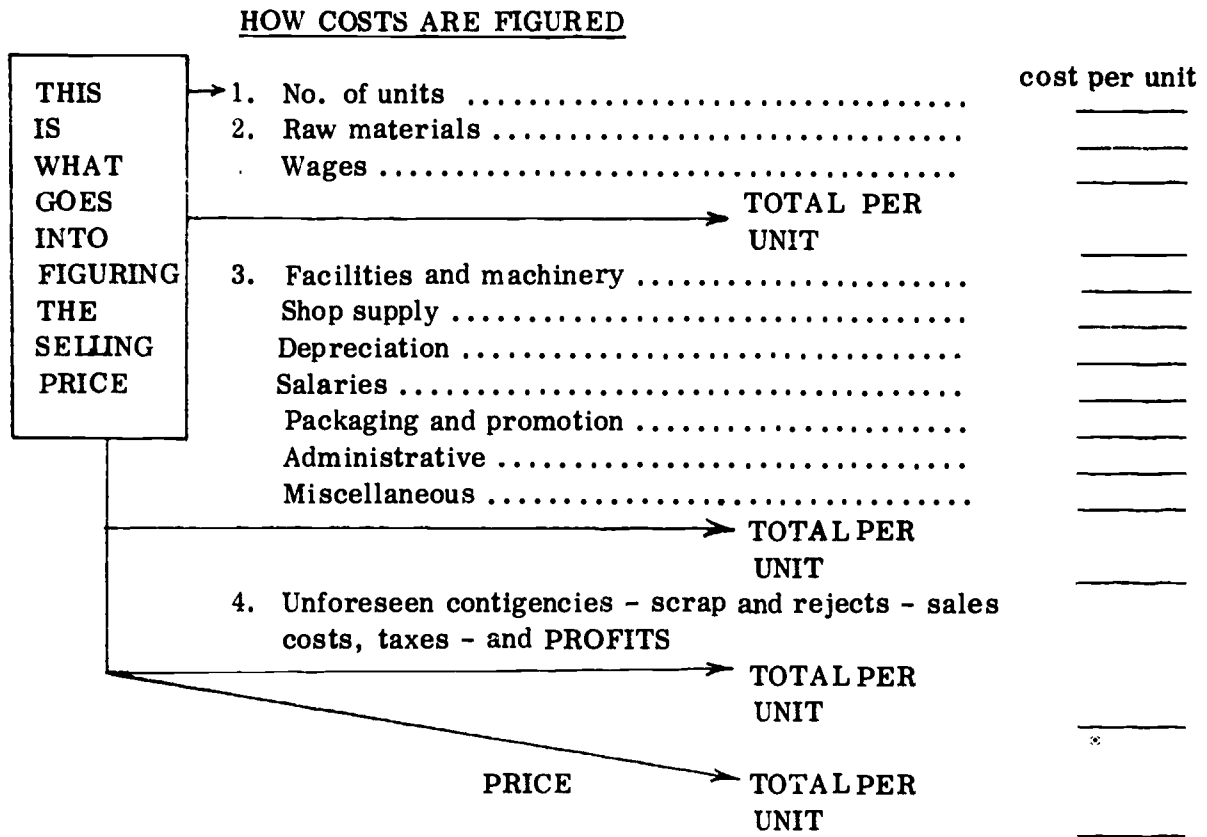 HOW COSTS ARE FIGURED
cost per unit
THIS
IS
WHAT
GOES
INTO
FIGURING
THE
SELLING
PRICE
1. No. of units ................................
2. Raw materials ..............................
Wages ......................................
TOTAL PER
UNIT
3. Facilities and machinery ......................
Shop supply ..................................
Depreciation .................................
Salaries .....................................
Packaging and promotion ......................
Administrative ...............................
Miscellaneous ................................
TOTAL PER
UNIT
4. Unforeseen contigencies - scrap and rejects - sales
costs, taxes - and PROFITS
TOTAL PER
UNIT
PRICE TOTAL PER
UNIT